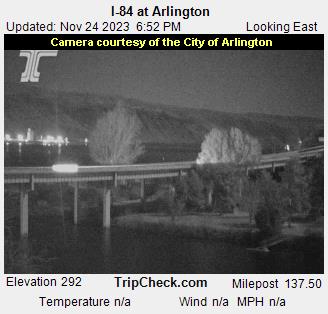 I-84 at Arlington
Updated: Nov 24 2023 6:52 PM Looking East
Camera courtesy of the City of Arlington
Elevation 292 TripCheck.com Milepost 137.50
Temperature n/a Wind n/a MPH n/a